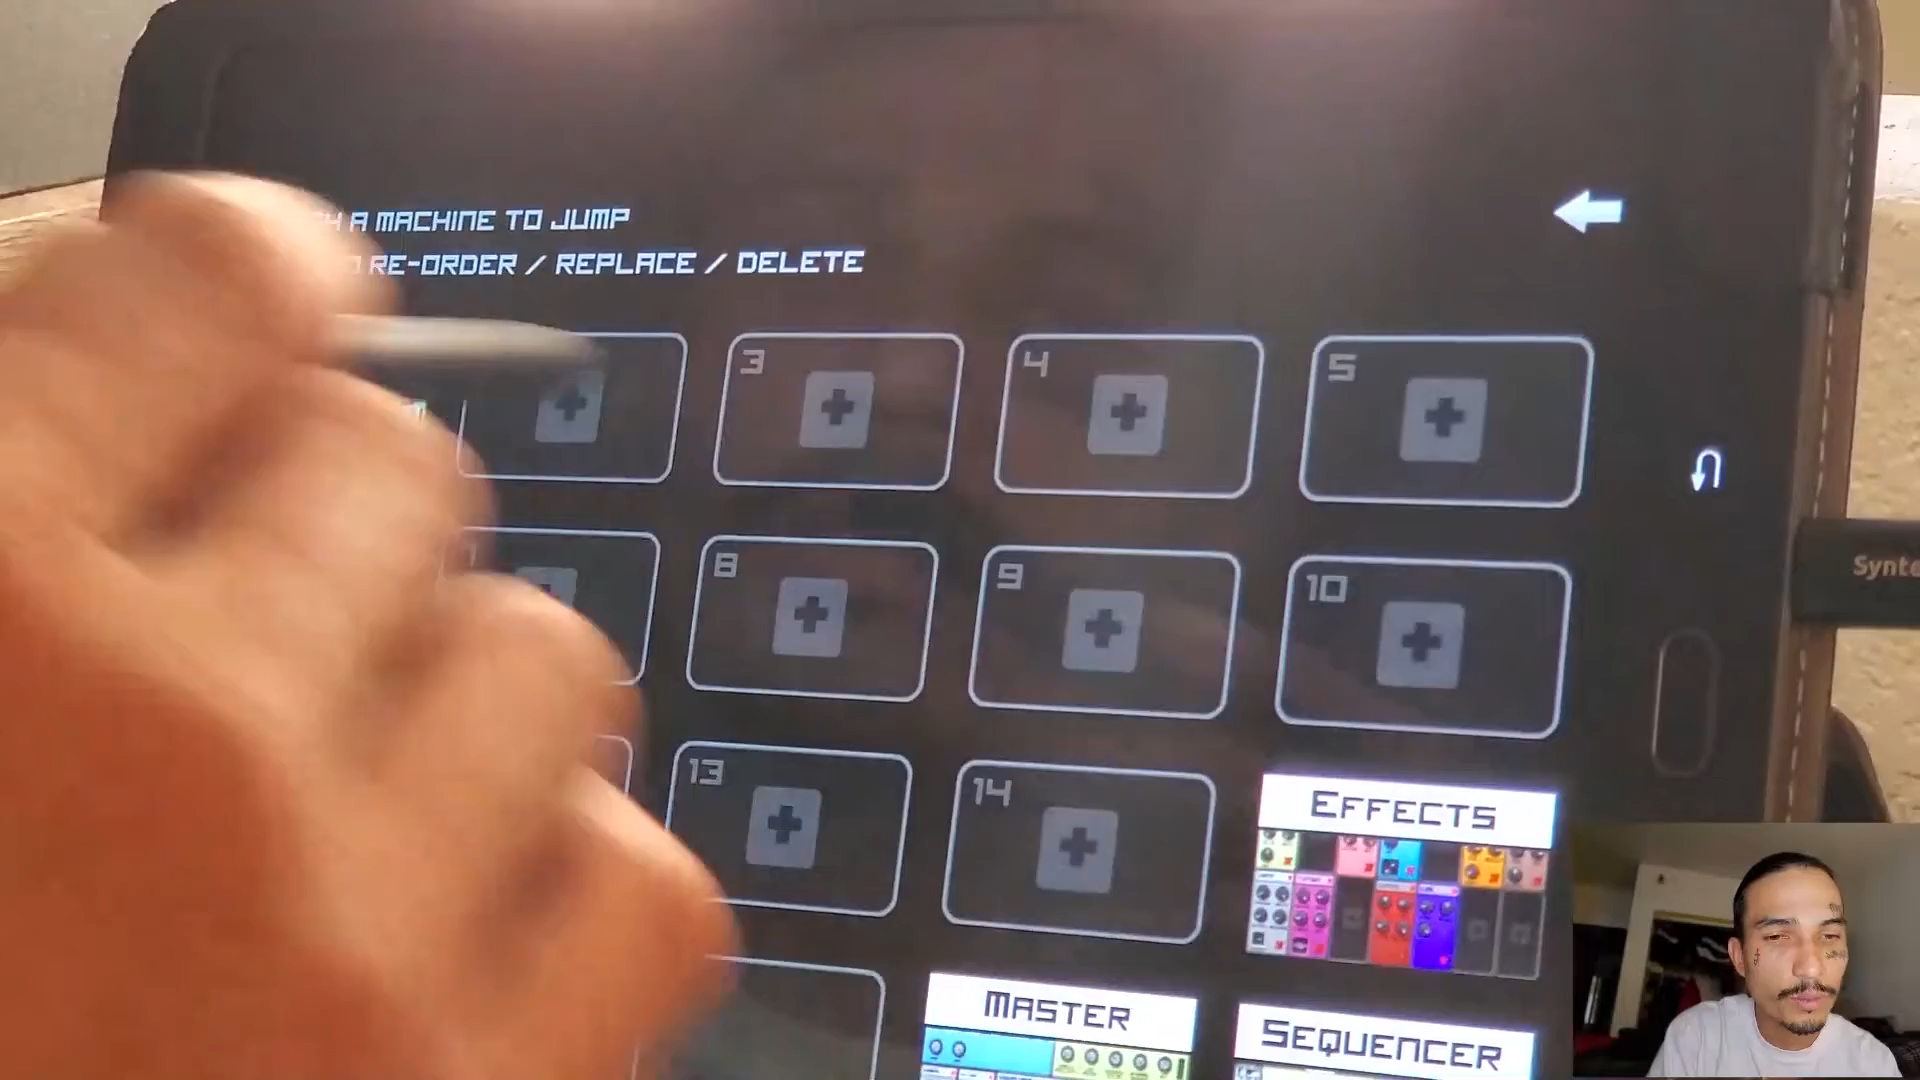 A MACHINE TO JUMP
RE-ORDER / REPLACE / DELETE
3
4
5
8
9
10
13
14
EFFECTS
MASTER
SEQUENCER
Synte